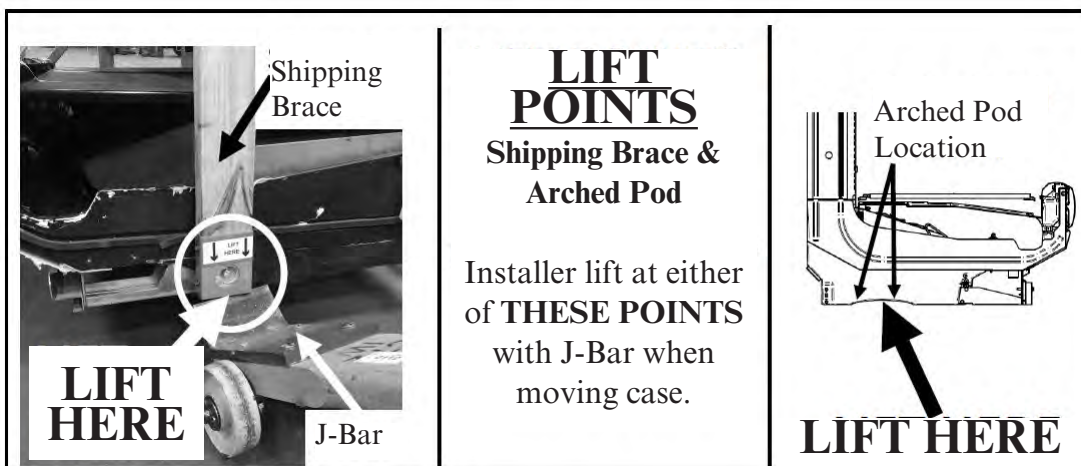 Shipping
Brace
LIFT
HERE
LIFT
HERE
J-Bar
LIFT
POINTS
Shipping Brace &
Arched Pod
Installer lift at either
of THESE POINTS
with J-Bar when
moving case.
Arched Pod
Location
LIFT HERE